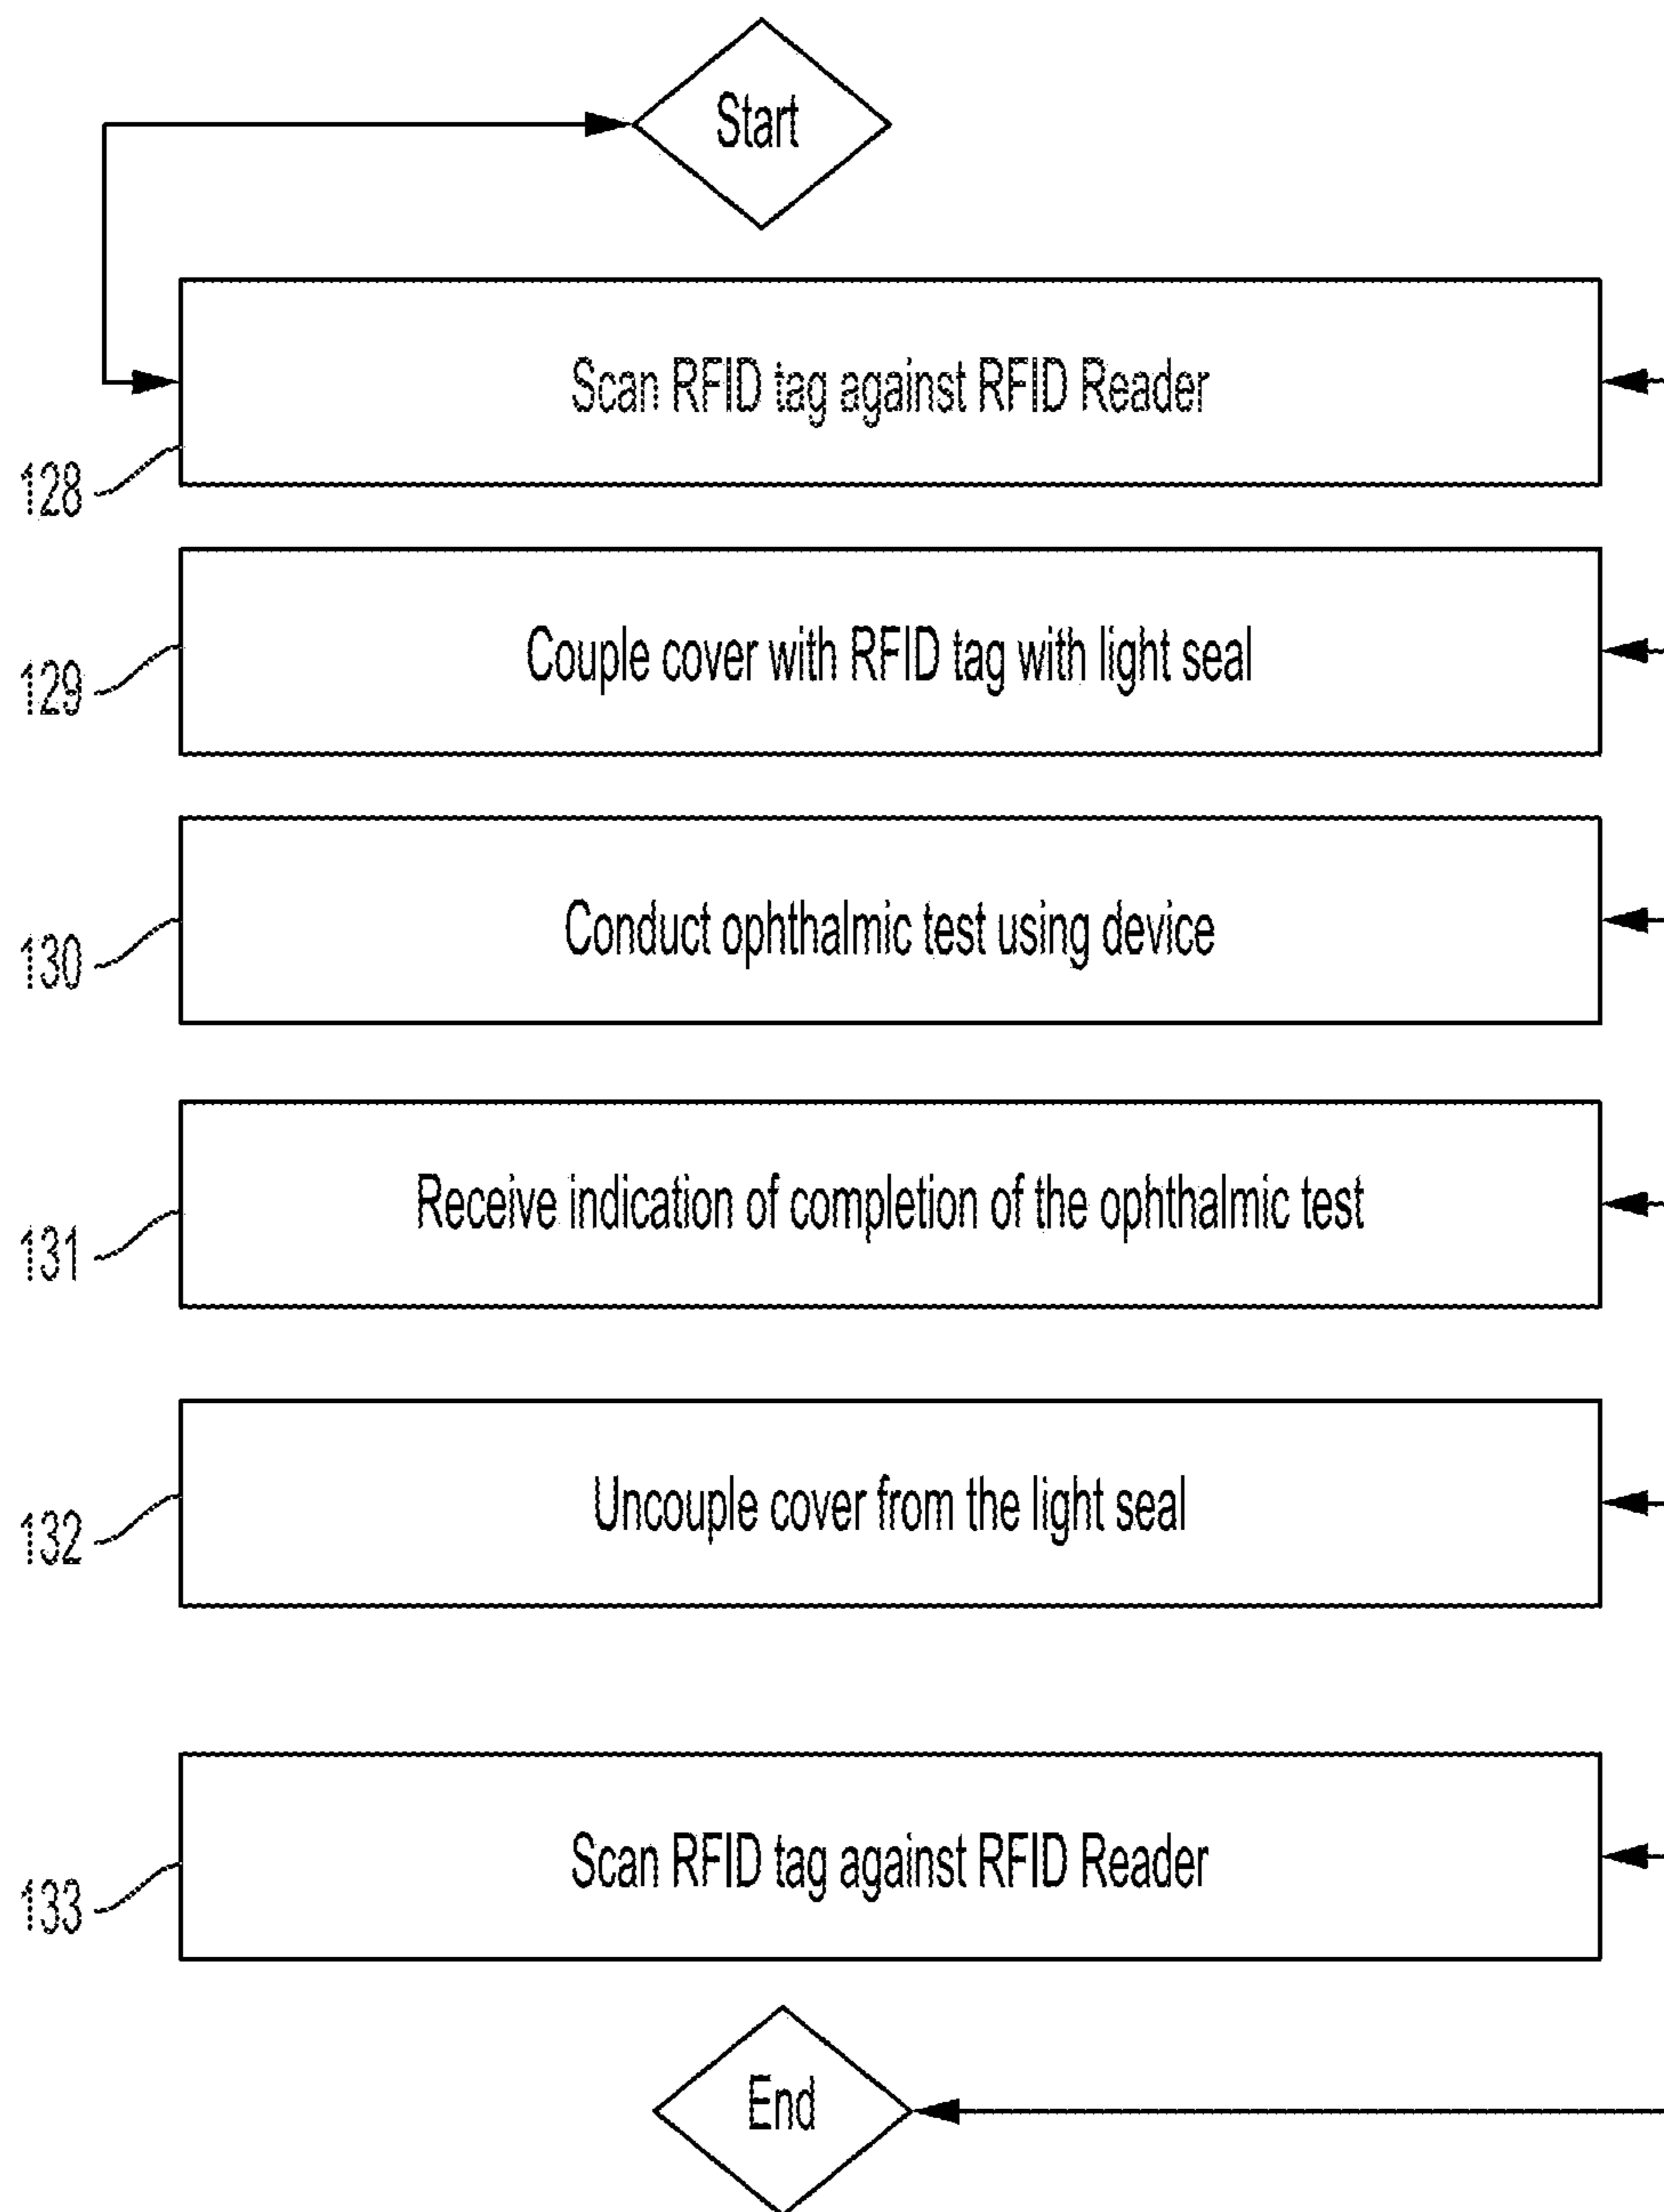 Start
Scan RFID tag against RFID Reader
128
Couple cover with RFID tag with light seal
129
Conduct ophthalmic test using device
130
Receive indication of completion of the ophthalmic test
131
Uncouple cover from the light seal
132
Scan RFID tag against RFID Reader
133
End